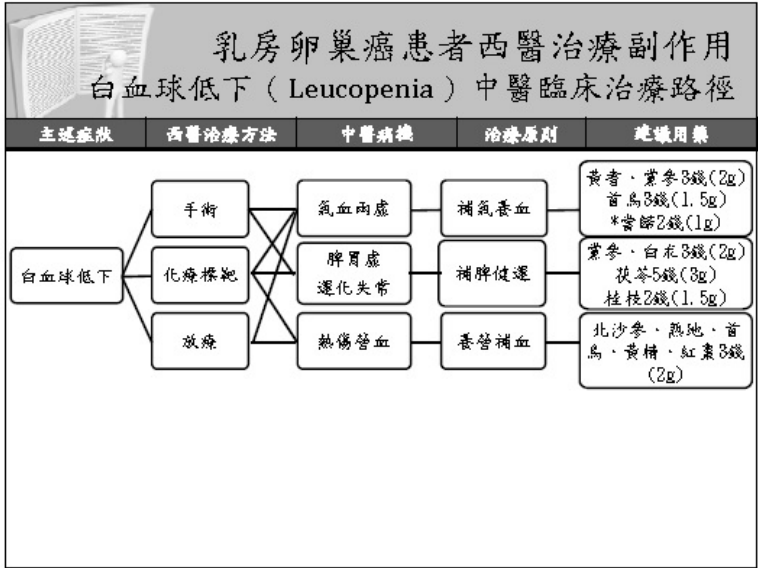 乳房卵巢癌患者西醫治療副作用
白血球低下（Leucopenia）中醫臨床治療路徑
主述症狀 西醫治療方法 中醫病機 治療原則 建議用藥
白血球低下
手術
化療標靶
放療
氣血兩虛
脾胃虛
運化失常
熱傷營血
補氣養血
補脾健運
養營補血
黃耆、黨參3錢(2g)
首烏3錢(1.5g)
*當歸2錢(1g)
黨參、白朮3錢(2g)
茯苓5錢(3g)
桂枝2錢(1.5g)
北沙參、熟地、首
烏、黃精、紅棗3錢
(2g)